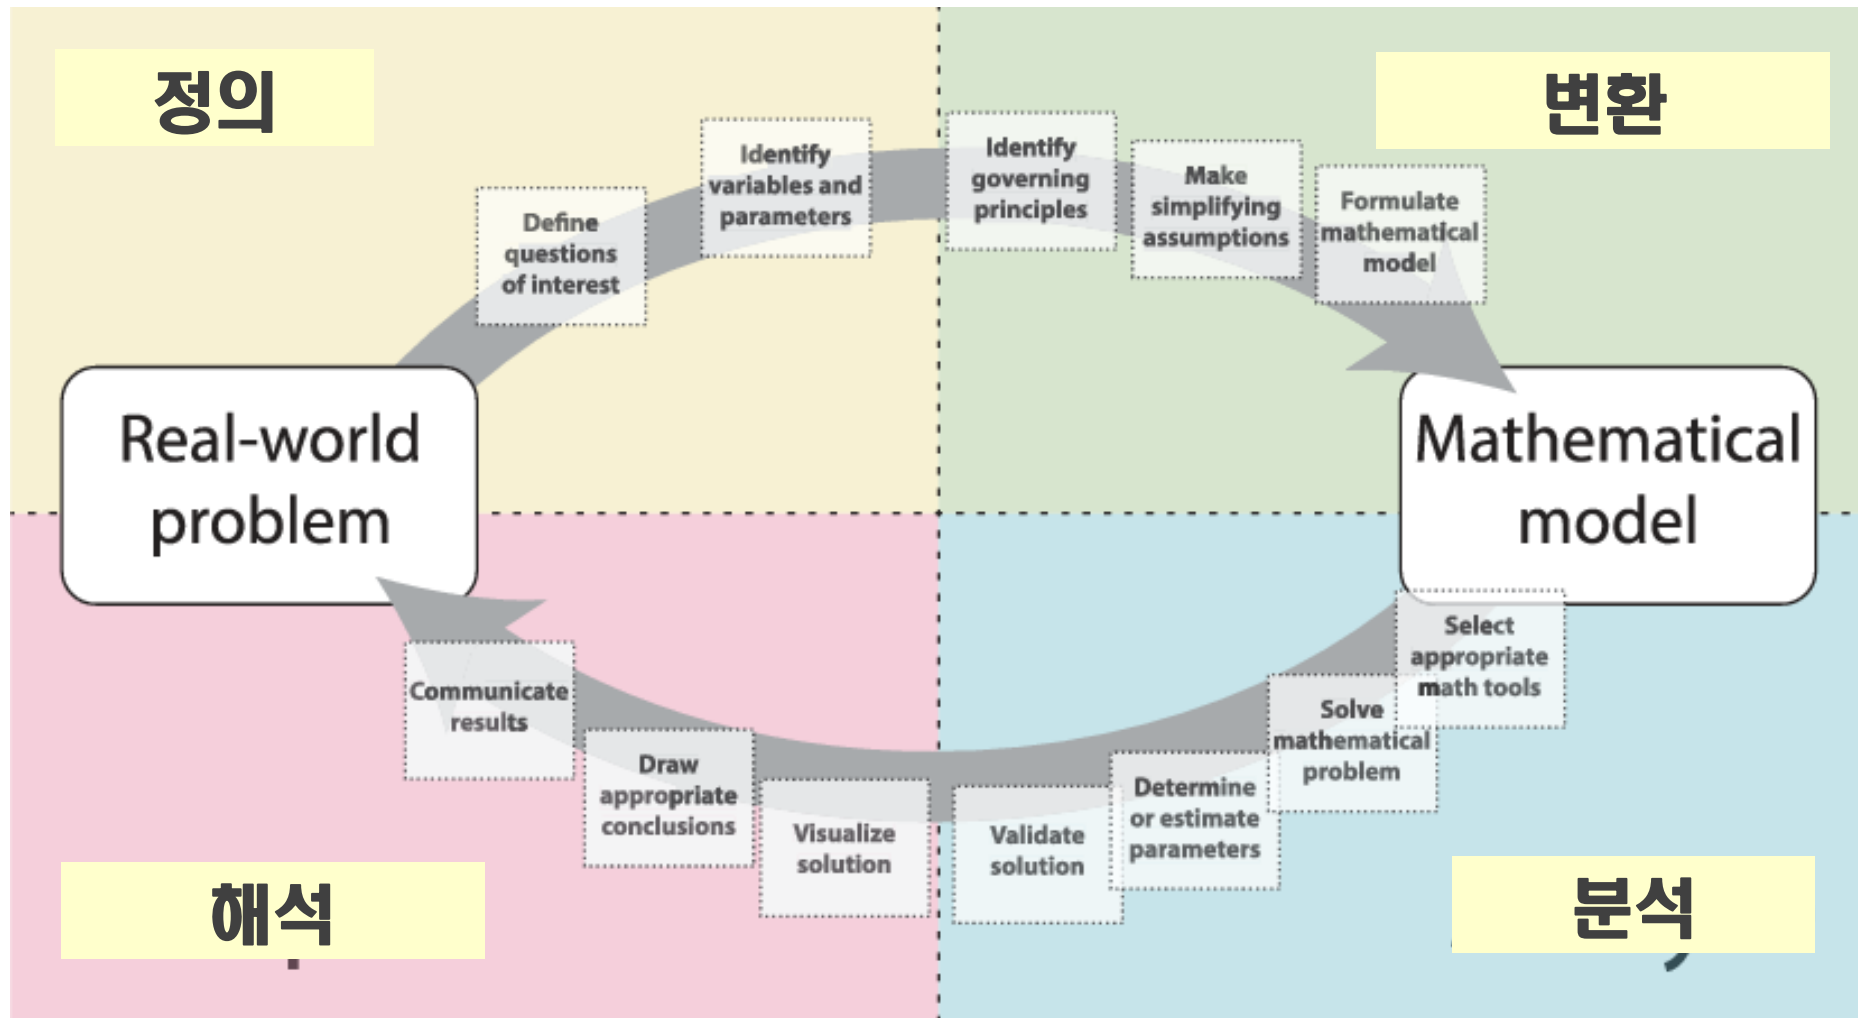 정의
변환
Define
questions
of interest
Identify
variables and
parameters
Identify
governing
principles
Make
simplifying
assumptions
Formulate
mathematical
model
Real-world
problem
Mathematical
model
Select
appropriate
math tools
Solve
mathematical
problem
Determine
or estimate
parameters
Validate
solution
Visualize
solution
Draw
appropriate
conclusions
Communicate
results
해석
분석